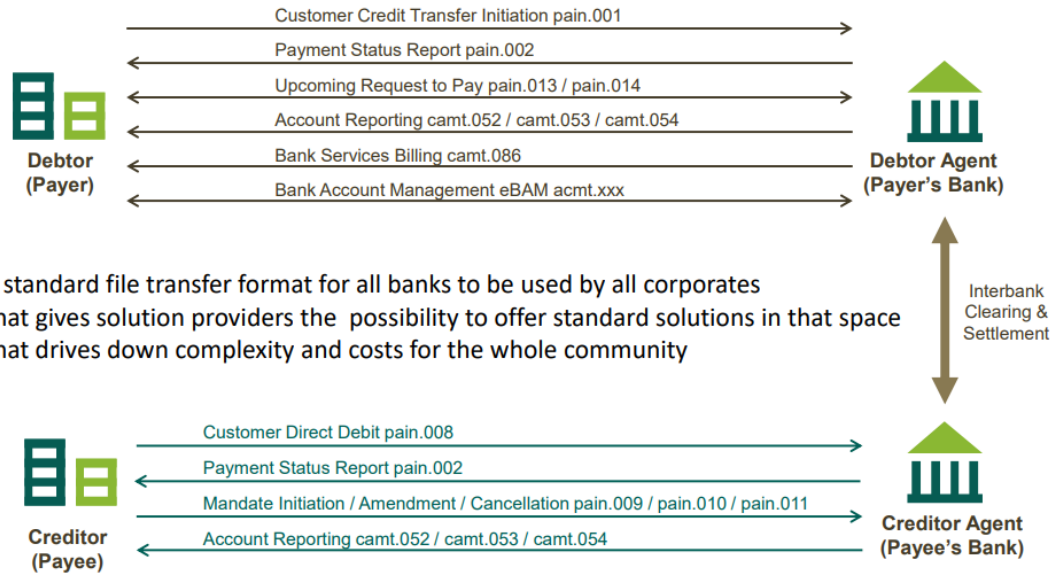 Customer Credit Transfer Initiation pain.001
Payment Status Report pain.002
Upcoming Request to Pay pain.013 / pain.014
Account Reporting camt.052 / camt.053 / camt.054
Bank Services Billing camt.086
Bank Account Management eBAM acmt.xxx
Debtor
(Payer)
Debtor Agent
(Payer's Bank)
standard file transfer format for all banks to be used by all corporates
hat gives solution providers the  possibility to offer standard solutions in that space
hat drives down complexity and costs for the whole community
Interbank
Clearing &
Settlement
Customer Direct Debit pain.008
Payment Status Report pain.002
Mandate Initiation / Amendment / Cancellation pain.009 / pain.010 / pain.011
Account Reporting camt.052 / camt.053 / camt.054
Creditor
(Payee)
Creditor Agent
(Payee's Bank)